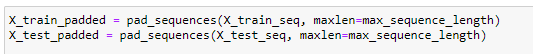 X_train_padded = pad_sequences(X_train_seq, maxlen=max_sequence_length)
X_test_padded = pad_sequences(X_test_seq, maxlen=max_sequence_length)